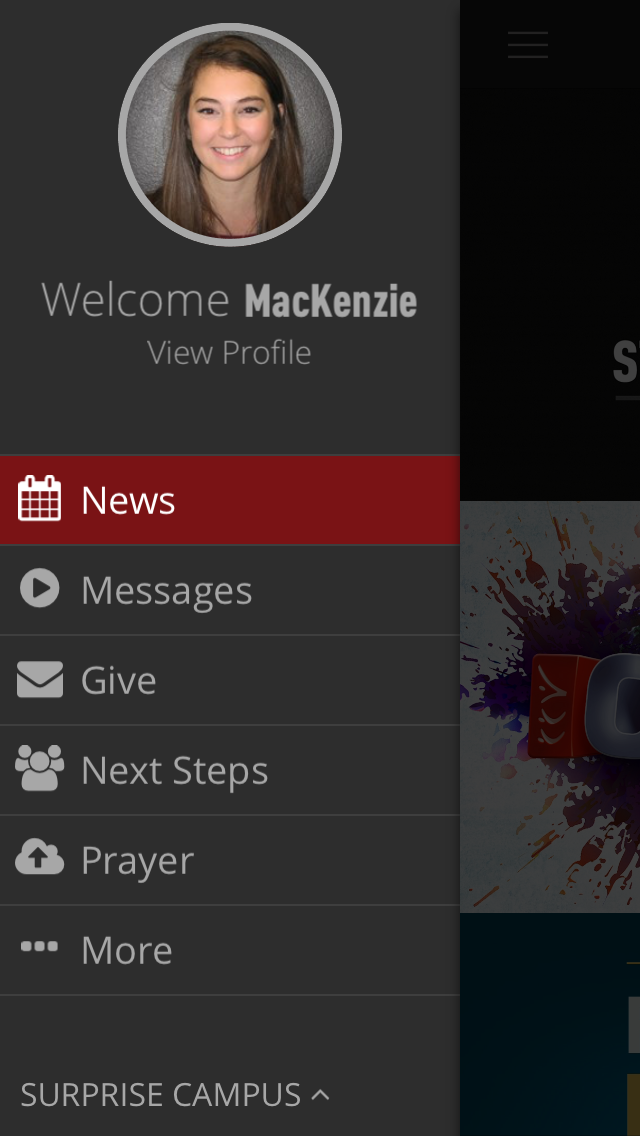 Welcome MacKenzie
View Profile
News
Messages
Give
Next Steps
Prayer
More
SURPRISE CAMPUS